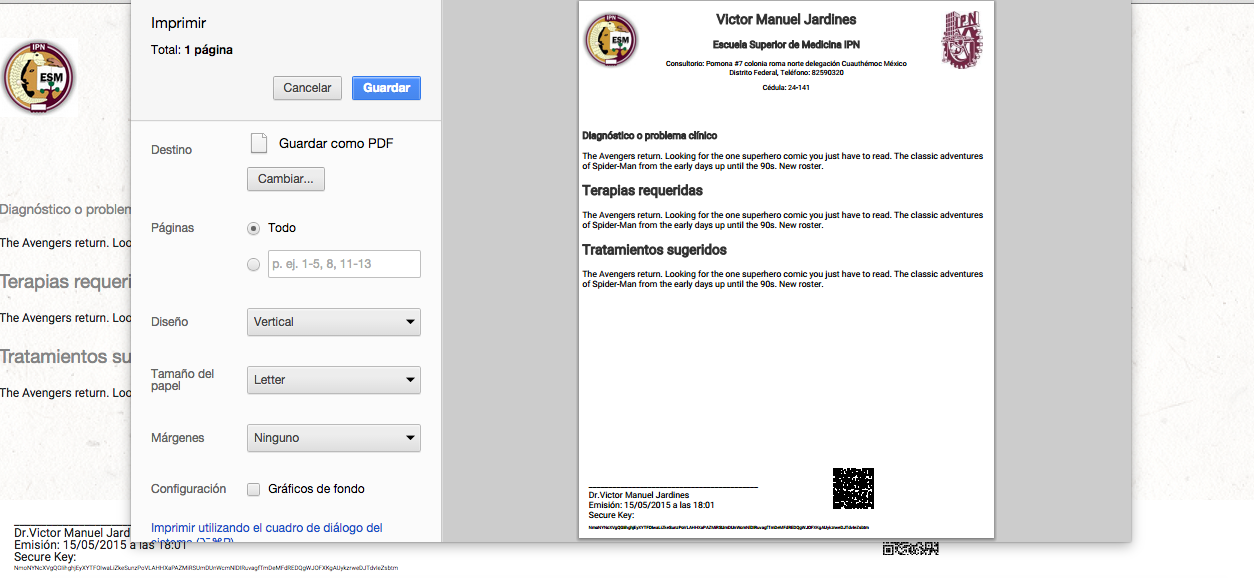 IPN
ESM
Diagnóstico o problen
The Avengers return. Loo
Terapias requeri
The Avengers return. Loo
Tratamientos su
The Avengers return. Loo
Dr.Victor Manuel Jard
Emisión: 15/05/2015 a las 18:01
Secure Key:
Imprimir
Total: 1 página
Cancelar
Guardar
Destino
Guardar como PDF
Cambiar...
Páginas
Todo
p. ej. 1-5, 8, 11-13
Diseño
Vertical
Tamaño del
papel
Letter
Márgenes
Ninguno
Configuración
Gráficos de fondo
Imprimir utilizando el cuadro de diálogo del
IPN
ESM
Victor Manuel Jardines
Escuela Superior de Medicina IPN
Consultorio: Pomona #7 colonia roma norte delegación Cuauthémoc México
Distrito Federal, Teléfono: 82590320
Cédula: 24-141
IPN
Diagnóstico o problema clínico
The Avengers return. Looking for the one superhero comic you just have to read. The classic adventures
of Spider-Man from the early days up until the 90s. New roster.
Terapias requeridas
The Avengers return. Looking for the one superhero comic you just have to read. The classic adventures
of Spider-Man from the early days up until the 90s. New roster.
Tratamientos sugeridos
The Avengers return. Looking for the one superhero comic you just have to read. The classic adventures
of Spider-Man from the early days up until the 90s. New roster.
Dr.Victor Manuel Jardines
Emisión: 15/05/2015 a las 18:01
Secure Key: